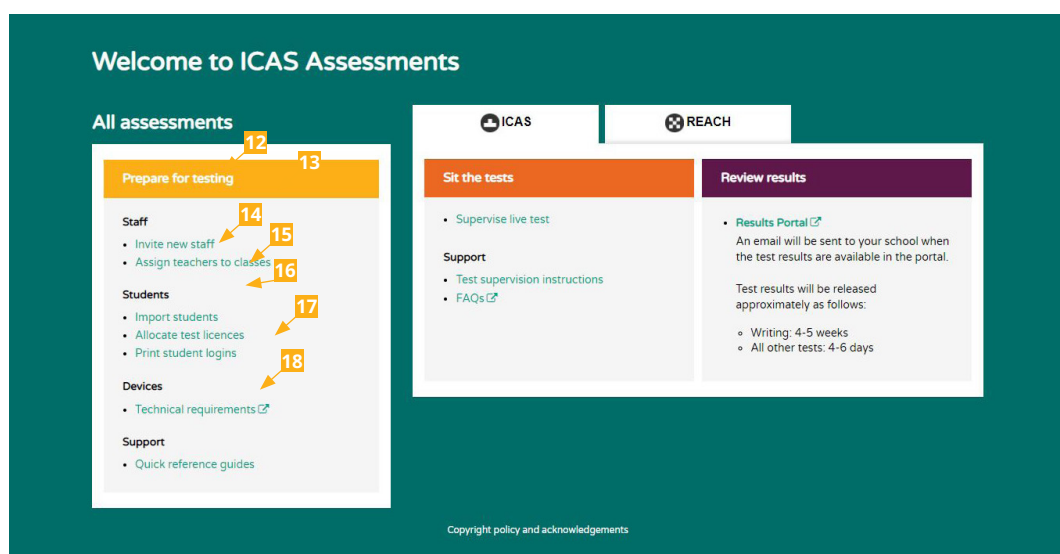 Welcome to ICAS Assessments
All assessments
12
13
Prepare for testing
Staff
14
Invite new staff
15
Assign teachers to classes
16
Students
Import students
17
Allocate test licences
Print student logins
18
Devices
Technical requirements
Support
Quick reference guides
ICAS
REACH
Sit the tests
Supervise live test
Support
Test supervision instructions
FAQs
Review results
Results Portal
An email will be sent to your school when
the test results are available in the portal.
Test results will be released
approximately as follows:
Writing: 4-5 weeks
All other tests: 4-6 days
Copyright policy and acknowledgements